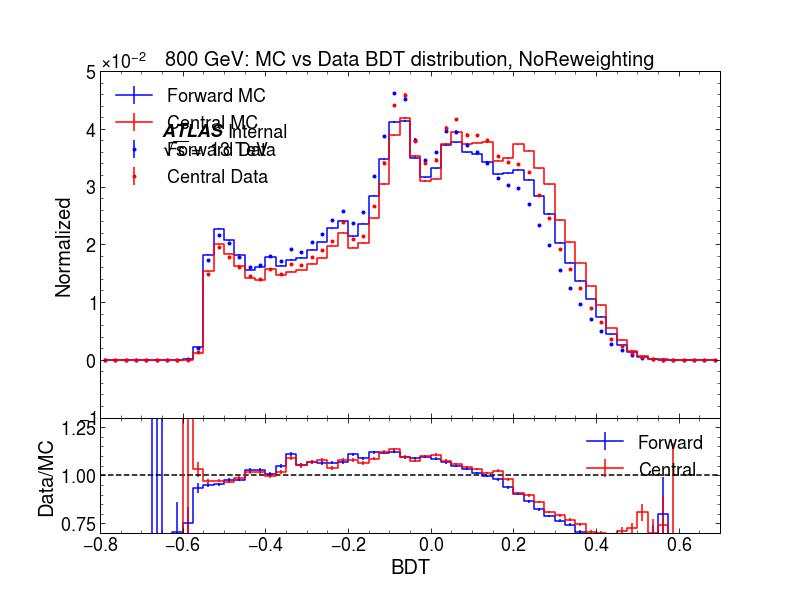 ×10⁻²
800 GeV: MC vs Data BDT distribution, NoReweighting
5
4
3
2
1
0
−1
Normalized
Forward MC
Central MC
ATLAS Internal
√s = 13 TeV
Forward Data
Central Data
1.25
1.00
0.75
Data/MC
Forward
Central
−0.8 −0.6 −0.4 −0.2 0.0 0.2 0.4 0.6
BDT